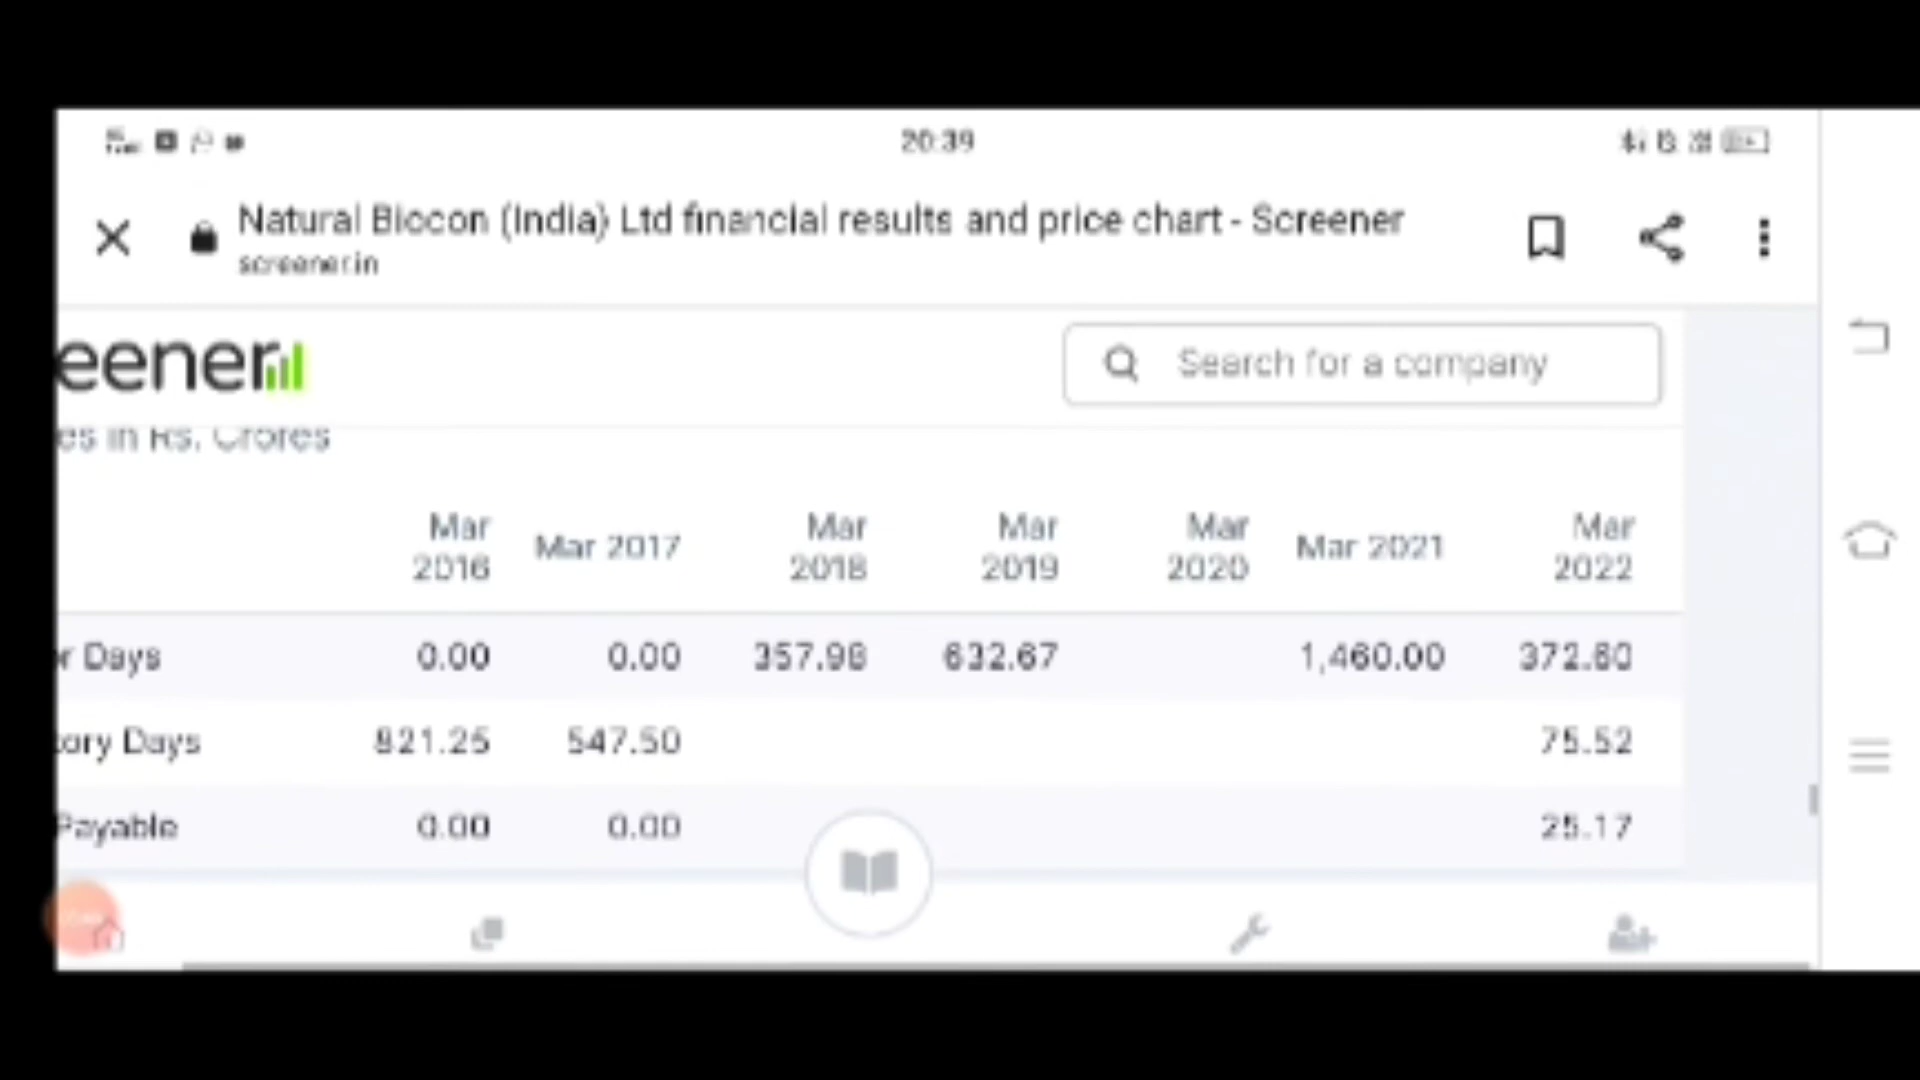 20:39
Natural Biocon (India) Ltd financial results and price chart - Screener
screener.in
eener
Search for a company
es in Rs. Crores
Mar 2016 Mar 2017 Mar 2018 Mar 2019 Mar 2020 Mar 2021 Mar 2022
r Days 0.00 0.00 357.98 632.67 1,460.00 372.80
tory Days 821.25 547.50 75.52
Payable 0.00 0.00 25.17